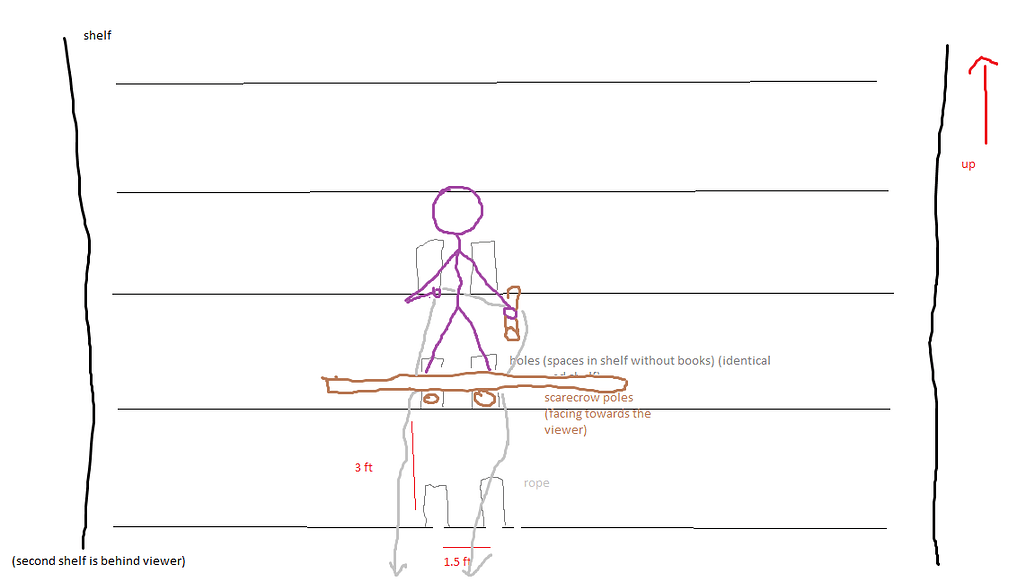 shelf
up
holes (spaces in shelf without books) (identical
scarecrow poles
(facing towards the
viewer)
3 ft
rope
(second shelf is behind viewer)
1.5 ft